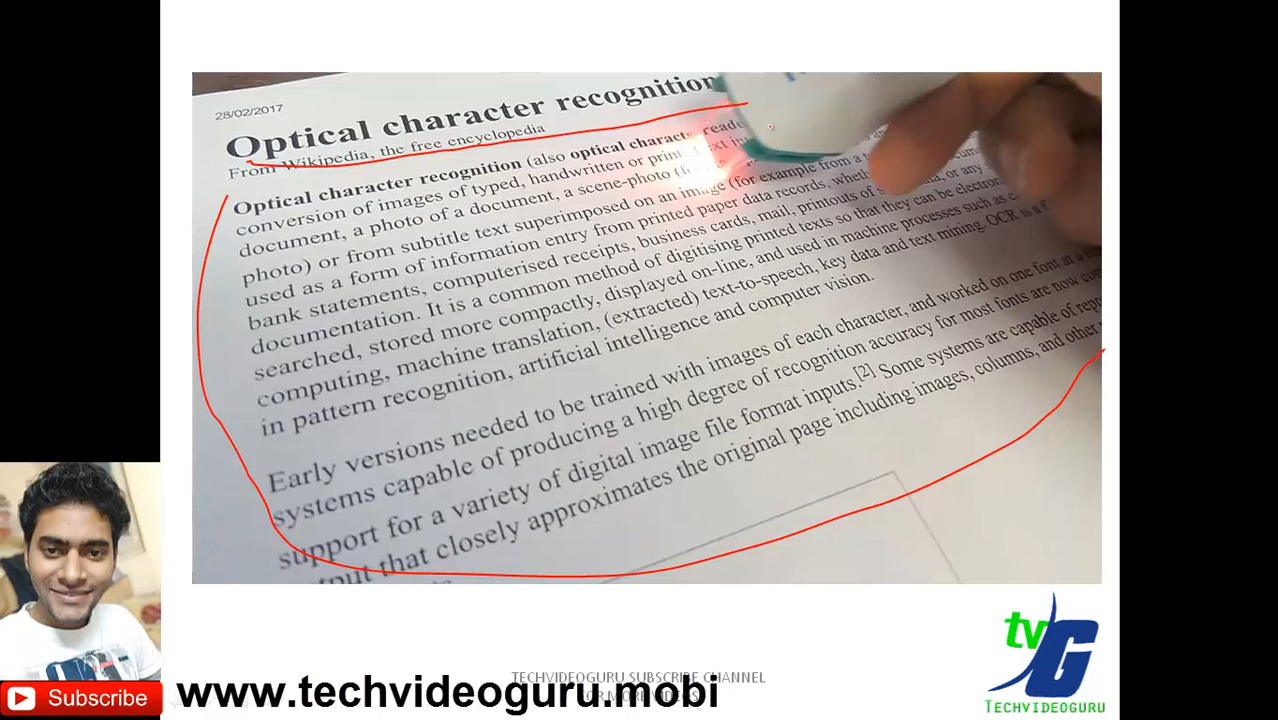 28/02/2017
Optical character recognition
From Wikipedia, the free encyclopedia
Optical character recognition (also optical character reade
conversion of images of typed, handwritten or printed text int
document, a photo of a document, a scene-photo (
photo) or from subtitle text superimposed on an image (for example from a
used as a form of information entry from printed paper data records,
bank statements, computerised receipts, business cards, mail, printouts of or any
documentation. It is a common method of digitising printed texts so that they can be
searched, stored more compactly, displayed on-line, and used in machine processes such as
computing, machine translation, (extracted) text-to-speech, key data and text mining. OCR is a f
in pattern recognition, artificial intelligence and computer vision.
Early versions needed to be trained with images of each character, and worked on one font at a
systems capable of producing a high degree of recognition accuracy for most fonts are now com
support for a variety of digital image file format inputs.[2] Some systems are capable of repr
output that closely approximates the original page including images, columns, and other
TECHVIDEOGURU SUBSCRIBE CHANNEL
www.techvideoguru.mobi
Subscribe
tvG
TECHVIDEOGURU